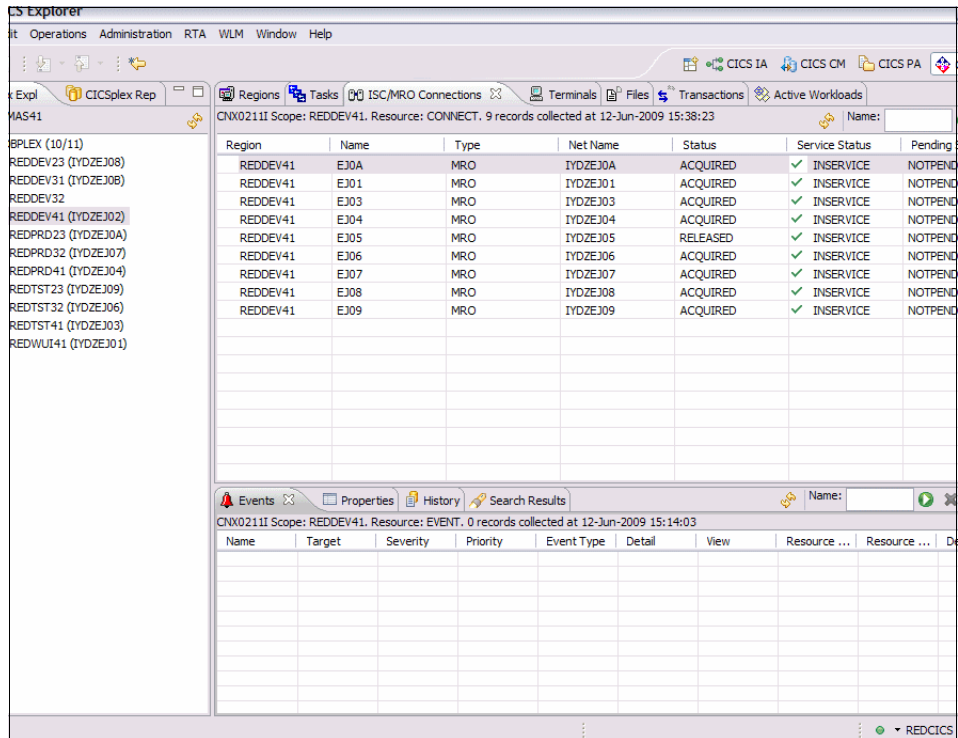 CS Explorer
it Operations Administration RTA WLM Window Help
CICS IA CICS CM CICS PA
x Expl CICSplex Rep
Regions Tasks ISC/MRO Connections Terminals Files Transactions Active Workloads
MAS41
CNX0211I Scope: REDDEV41. Resource: CONNECT. 9 records collected at 12-Jun-2009 15:38:23 Name:
BPLEX (10/11)
REDDEV23 (IYDZEJ08)
REDDEV31 (IYDZEJ0B)
REDDEV32
REDDEV41 (IYDZEJ02)
REDPRD23 (IYDZEJ0A)
REDPRD32 (IYDZEJ07)
REDPRD41 (IYDZEJ04)
REDTST23 (IYDZEJ09)
REDTST32 (IYDZEJ06)
REDTST41 (IYDZEJ03)
REDWUI41 (IYDZEJ01)
Region Name Type Net Name Status Service Status Pending
REDDEV41 EJ0A MRO IYDZEJ0A ACQUIRED INSERVICE NOTPEND
REDDEV41 EJ01 MRO IYDZEJ01 ACQUIRED INSERVICE NOTPEND
REDDEV41 EJ03 MRO IYDZEJ03 ACQUIRED INSERVICE NOTPEND
REDDEV41 EJ04 MRO IYDZEJ04 ACQUIRED INSERVICE NOTPEND
REDDEV41 EJ05 MRO IYDZEJ05 RELEASED INSERVICE NOTPEND
REDDEV41 EJ06 MRO IYDZEJ06 ACQUIRED INSERVICE NOTPEND
REDDEV41 EJ07 MRO IYDZEJ07 ACQUIRED INSERVICE NOTPEND
REDDEV41 EJ08 MRO IYDZEJ08 ACQUIRED INSERVICE NOTPEND
REDDEV41 EJ09 MRO IYDZEJ09 ACQUIRED INSERVICE NOTPEND
Events Properties History Search Results Name:
CNX0211I Scope: REDDEV41. Resource: EVENT. 0 records collected at 12-Jun-2009 15:14:03
Name Target Severity Priority Event Type Detail View Resource ... Resource ... De
REDCICS